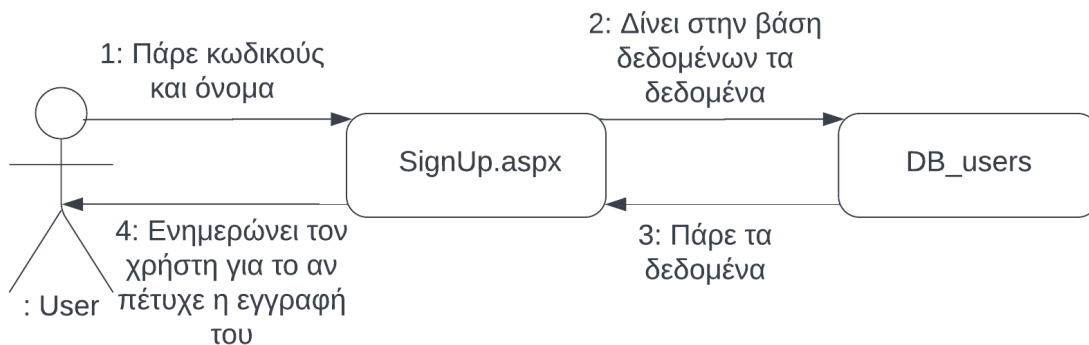 1: Πάρε κωδικούς
και όνομα
2: Δίνει στην βάση
δεδομένων τα
δεδομένα
SignUp.aspx
DB_users
3: Πάρε τα
δεδομένα
4: Ενημερώνει τον
χρήστη για το αν
πέτυχε η εγγραφή
του
: User